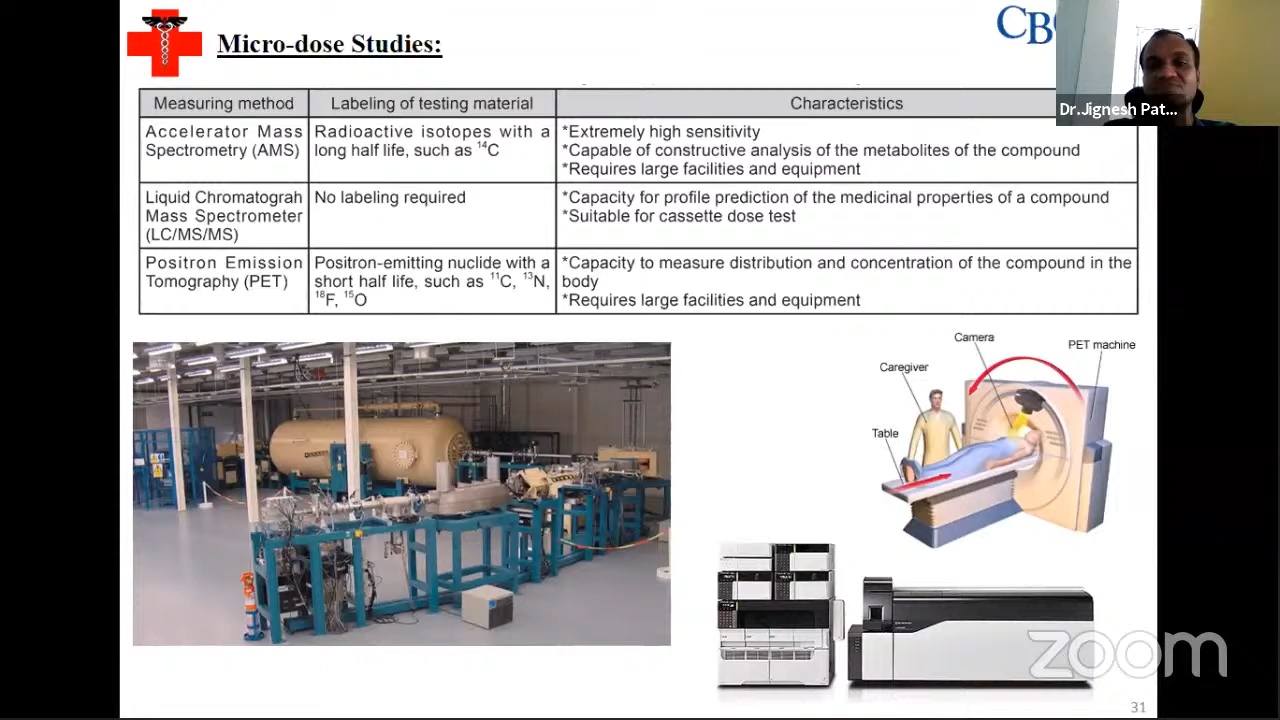 Micro-dose Studies:
CB
Dr.Jignesh Pat...
Measuring method
Labeling of testing material
Characteristics
Accelerator Mass
Spectrometry (AMS)
Radioactive isotopes with a
long half life, such as ¹⁴C
*Extremely high sensitivity
*Capable of constructive analysis of the metabolites of the compound
*Requires large facilities and equipment
Liquid Chromatograh
Mass Spectrometer
(LC/MS/MS)
No labeling required
*Capacity for profile prediction of the medicinal properties of a compound
*Suitable for cassette dose test
Positron Emission
Tomography (PET)
Positron-emitting nuclide with a
short half life, such as ¹¹C, ¹³N,
¹⁸F, ¹⁵O
*Capacity to measure distribution and concentration of the compound in the
body
*Requires large facilities and equipment
Camera
PET machine
Caregiver
Table
zoom
31